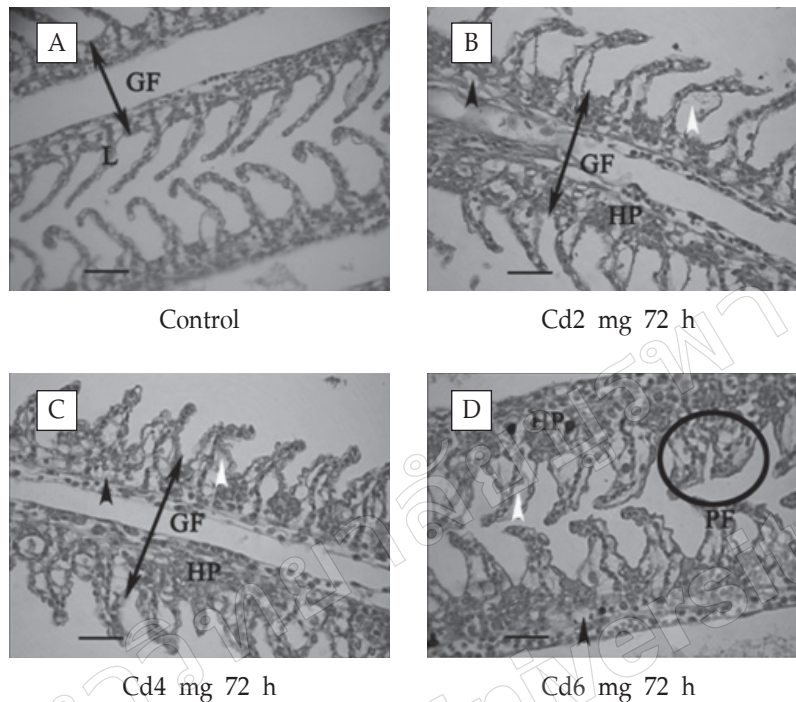 A
GF
L
Control
B
GF
HP
Cd2 mg 72 h
C
GF
HP
Cd4 mg 72 h
D
HP
PF
Cd6 mg 72 h